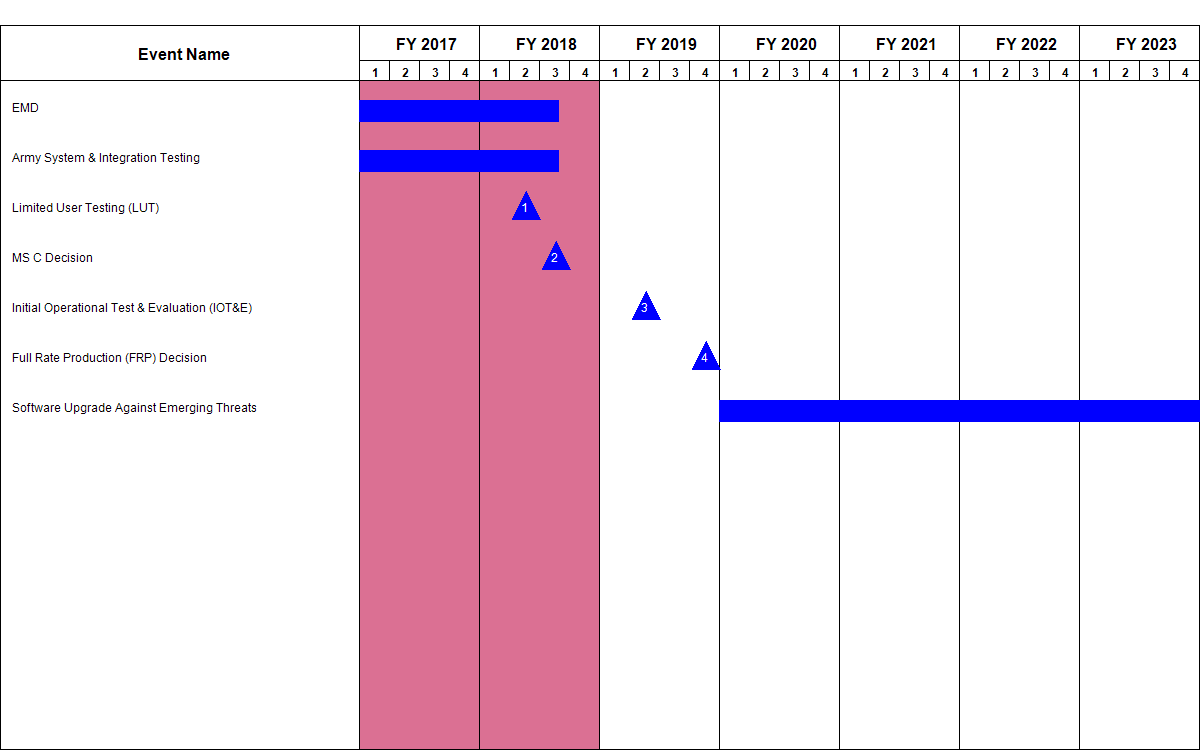 Event Name
FY 2017 FY 2018 FY 2019 FY 2020 FY 2021 FY 2022 FY 2023
1 2 3 4 1 2 3 4 1 2 3 4 1 2 3 4 1 2 3 4 1 2 3 4 1 2 3 4
EMD
Army System & Integration Testing
Limited User Testing (LUT) 1
MS C Decision 2
Initial Operational Test & Evaluation (IOT&E) 3
Full Rate Production (FRP) Decision 4
Software Upgrade Against Emerging Threats